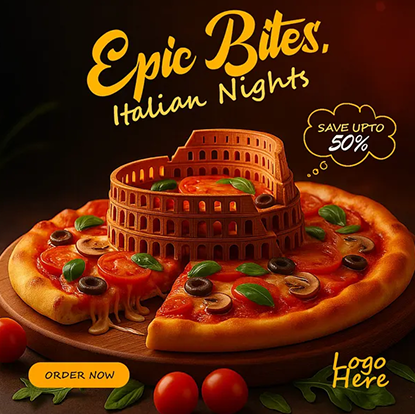 Epic Bites,
Italian Nights
SAVE UPTO
50%
ORDER NOW
Logo
Here